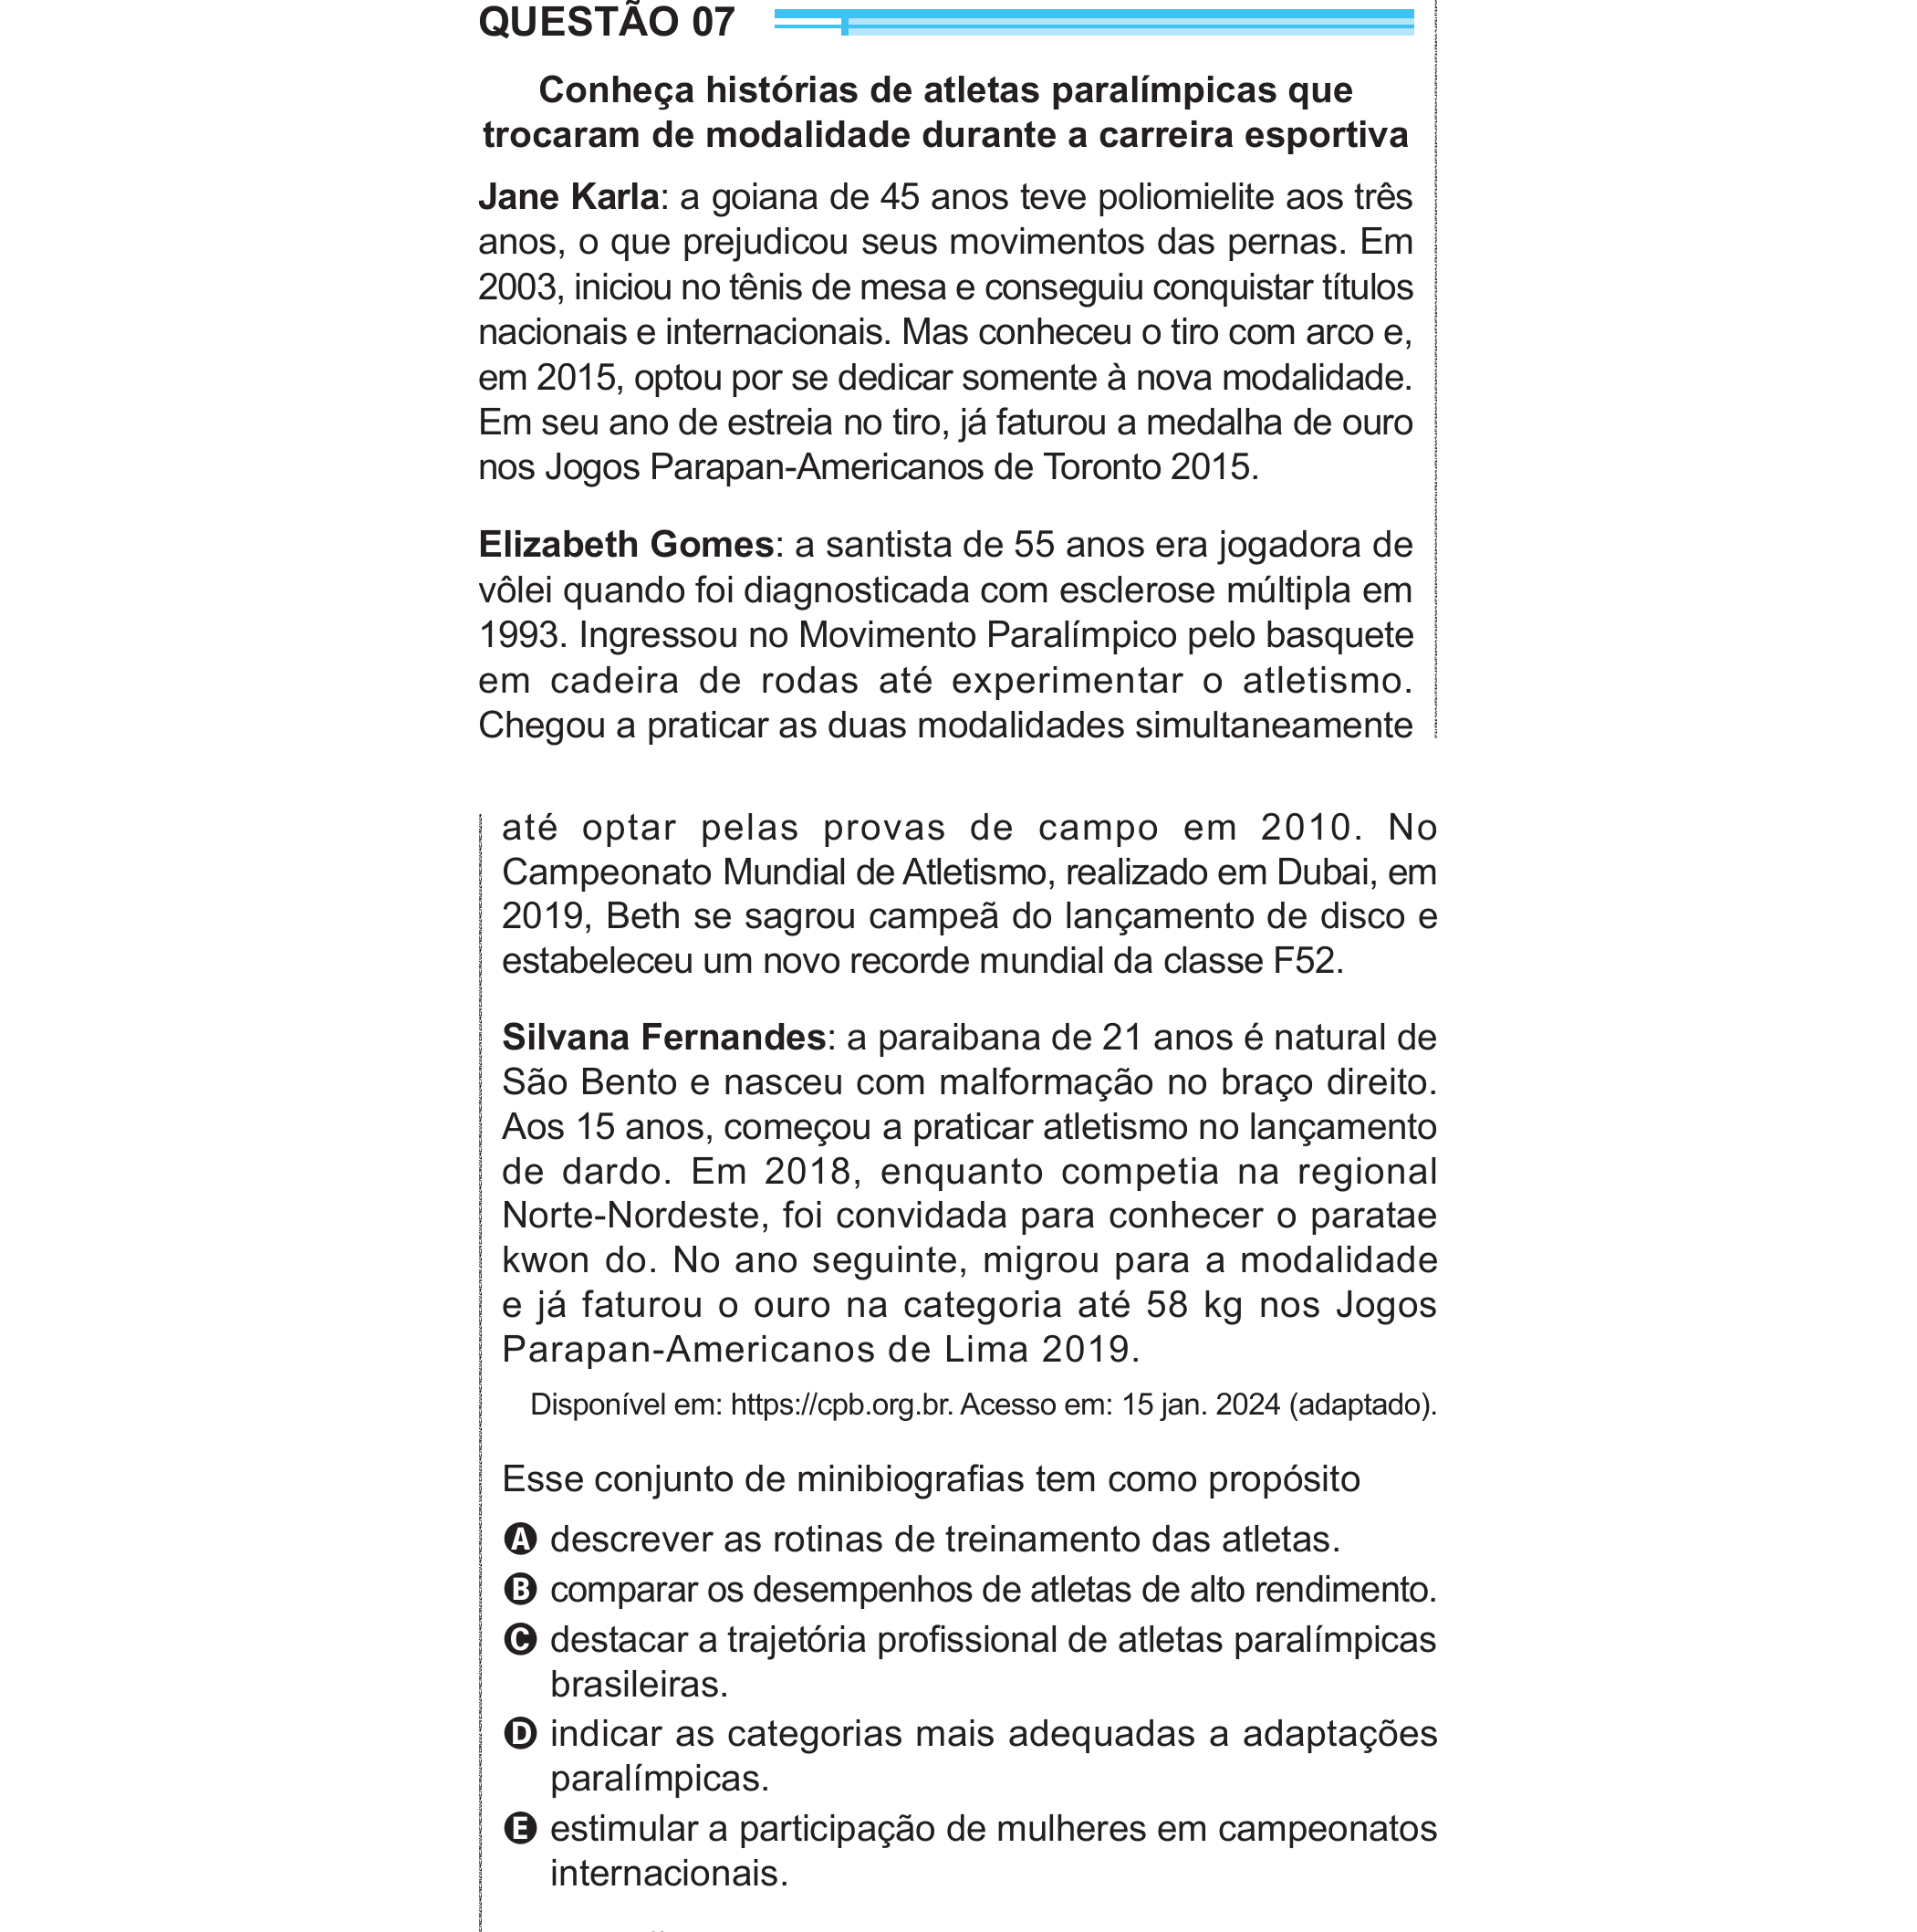 QUESTÃO 07
Conheça histórias de atletas paralímpicas que
trocaram de modalidade durante a carreira esportiva
Jane Karla: a goiana de 45 anos teve poliomielite aos três
anos, o que prejudicou seus movimentos das pernas. Em
2003, iniciou no tênis de mesa e conseguiu conquistar títulos
nacionais e internacionais. Mas conheceu o tiro com arco e,
em 2015, optou por se dedicar somente à nova modalidade.
Em seu ano de estreia no tiro, já faturou a medalha de ouro
nos Jogos Parapan-Americanos de Toronto 2015.
Elizabeth Gomes: a santista de 55 anos era jogadora de
vôlei quando foi diagnosticada com esclerose múltipla em
1993. Ingressou no Movimento Paralímpico pelo basquete
em cadeira de rodas até experimentar o atletismo.
Chegou a praticar as duas modalidades simultaneamente
até optar pelas provas de campo em 2010. No
Campeonato Mundial de Atletismo, realizado em Dubai, em
2019, Beth se sagrou campeã do lançamento de disco e
estabeleceu um novo recorde mundial da classe F52.
Silvana Fernandes: a paraibana de 21 anos é natural de
São Bento e nasceu com malformação no braço direito.
Aos 15 anos, começou a praticar atletismo no lançamento
de dardo. Em 2018, enquanto competia na regional
Norte-Nordeste, foi convidada para conhecer o paratae
kwon do. No ano seguinte, migrou para a modalidade
e já faturou o ouro na categoria até 58 kg nos Jogos
Parapan-Americanos de Lima 2019.
Disponível em: https://cpb.org.br. Acesso em: 15 jan. 2024 (adaptado).
Esse conjunto de minibiografias tem como propósito
A descrever as rotinas de treinamento das atletas.
B comparar os desempenhos de atletas de alto rendimento.
C destacar a trajetória profissional de atletas paralímpicas
brasileiras.
D indicar as categorias mais adequadas a adaptações
paralímpicas.
E estimular a participação de mulheres em campeonatos
internacionais.